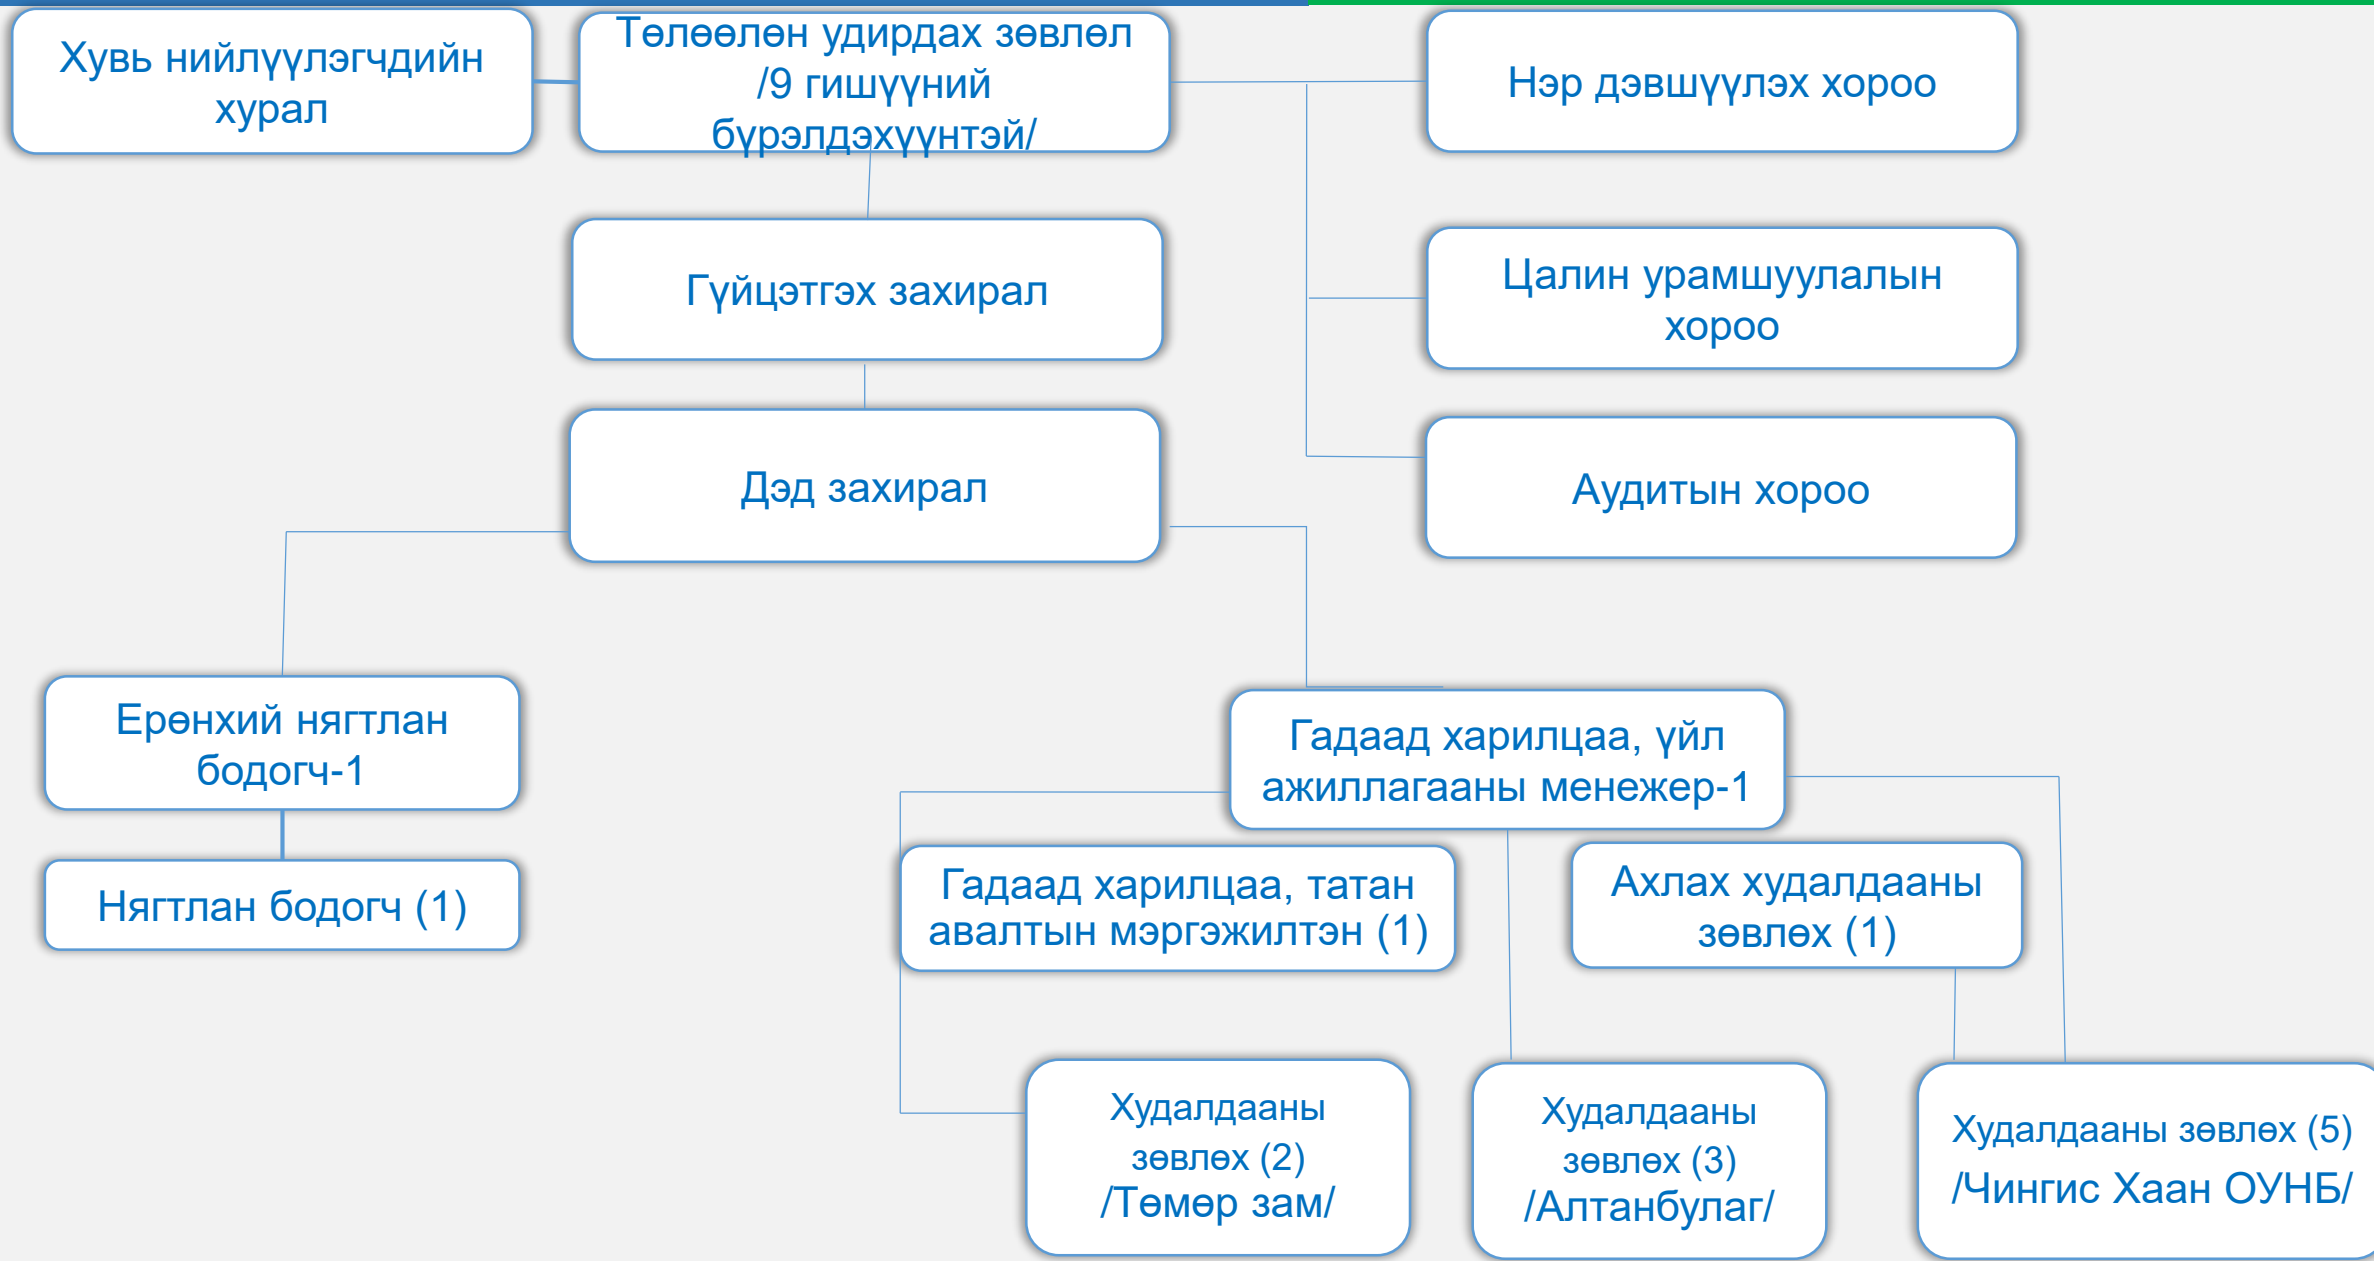 Хувь нийлүүлэгчдийн
хурал
Төлөөлөн удирдах зөвлөл
/9 гишүүний
бүрэлдэхүүнтэй/
Нэр дэвшүүлэх хороо
Гүйцэтгэх захирал
Цалин урамшуулалын
хороо
Дэд захирал
Аудитын хороо
Ерөнхий нягтлан
бодогч-1
Гадаад харилцаа, үйл
ажиллагааны менежер-1
Нягтлан бодогч (1)
Гадаад харилцаа, татан
авалтын мэргэжилтэн (1)
Ахлах худалдааны
зөвлөх (1)
Худалдааны
зөвлөх (2)
/Төмөр зам/
Худалдааны
зөвлөх (3)
/Алтанбулаг/
Худалдааны зөвлөх (5)
/Чингис Хаан ОУНБ/